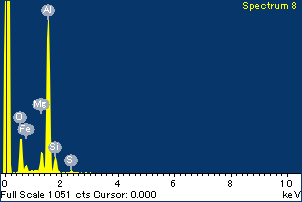 Spectrum 8
Al
Mg
O
Fe
Si
S
0 2 4 6 8 10
Full Scale 1051 cts Cursor: 0.000 keV